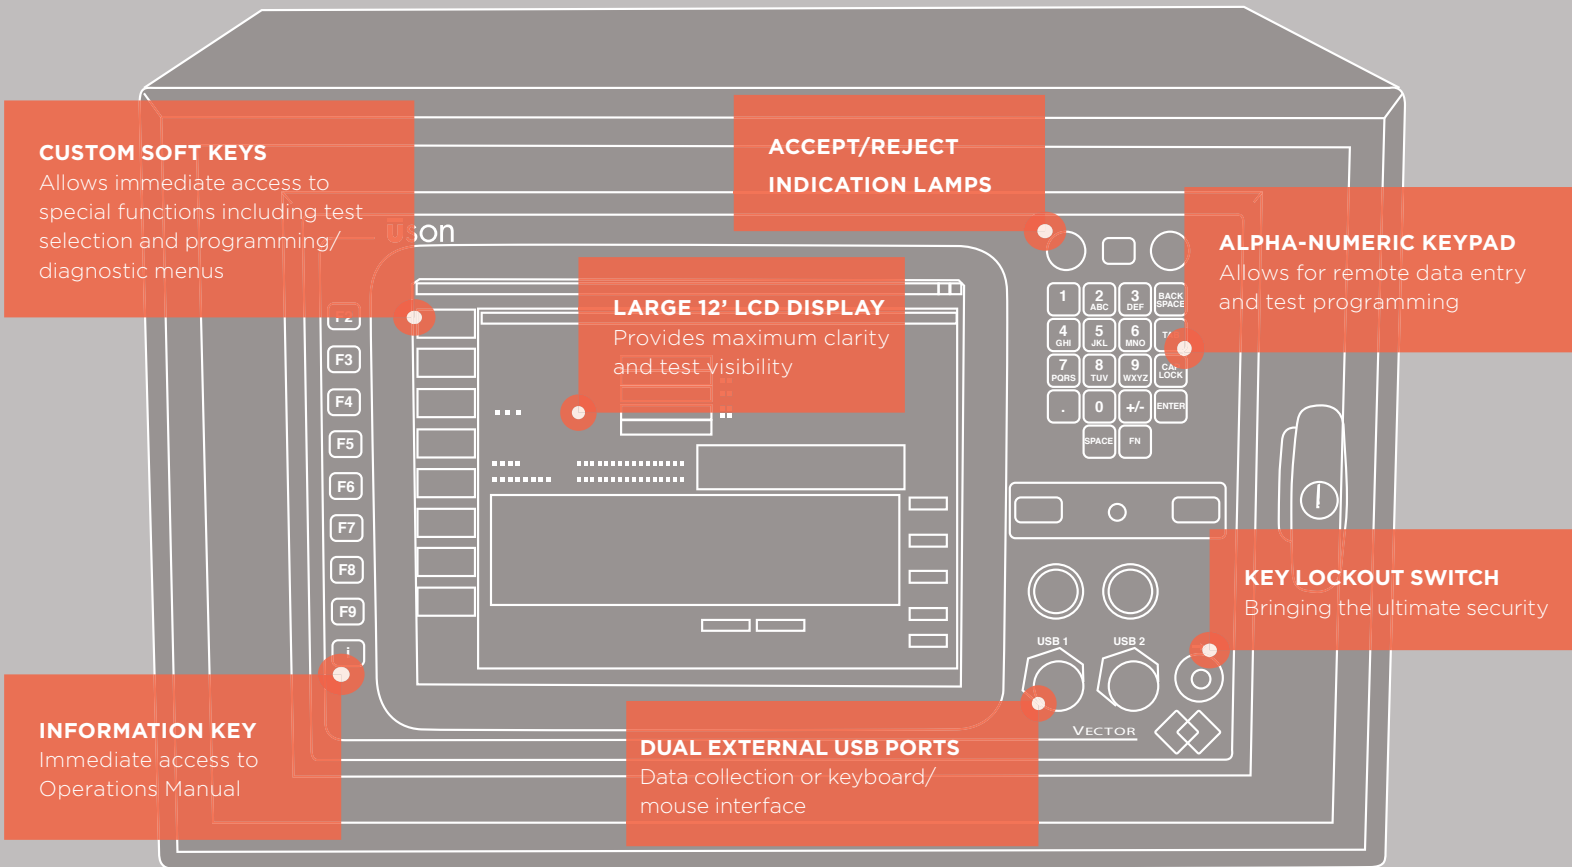 CUSTOM SOFT KEYS
Allows immediate access to
special functions including test
selection and programming/
diagnostic menus
ACCEPT/REJECT
INDICATION LAMPS
ALPHA-NUMERIC KEYPAD
Allows for remote data entry
and test programming
uson
LARGE 12’ LCD DISPLAY
Provides maximum clarity
and test visibility
F2
F3
F4
F5
F6
F7
F8
F9
i
1
2
ABC
3
DEF
BACK
SPACE
4
GHI
5
JKL
6
MNO
7
PQRS
8
TUV
9
WXYZ
LOCK
.
0
+/-
ENTER
SPACE
FN
KEY LOCKOUT SWITCH
Bringing the ultimate security
USB 1
USB 2
INFORMATION KEY
Immediate access to
Operations Manual
DUAL EXTERNAL USB PORTS
Data collection or keyboard/
mouse interface
VECTOR